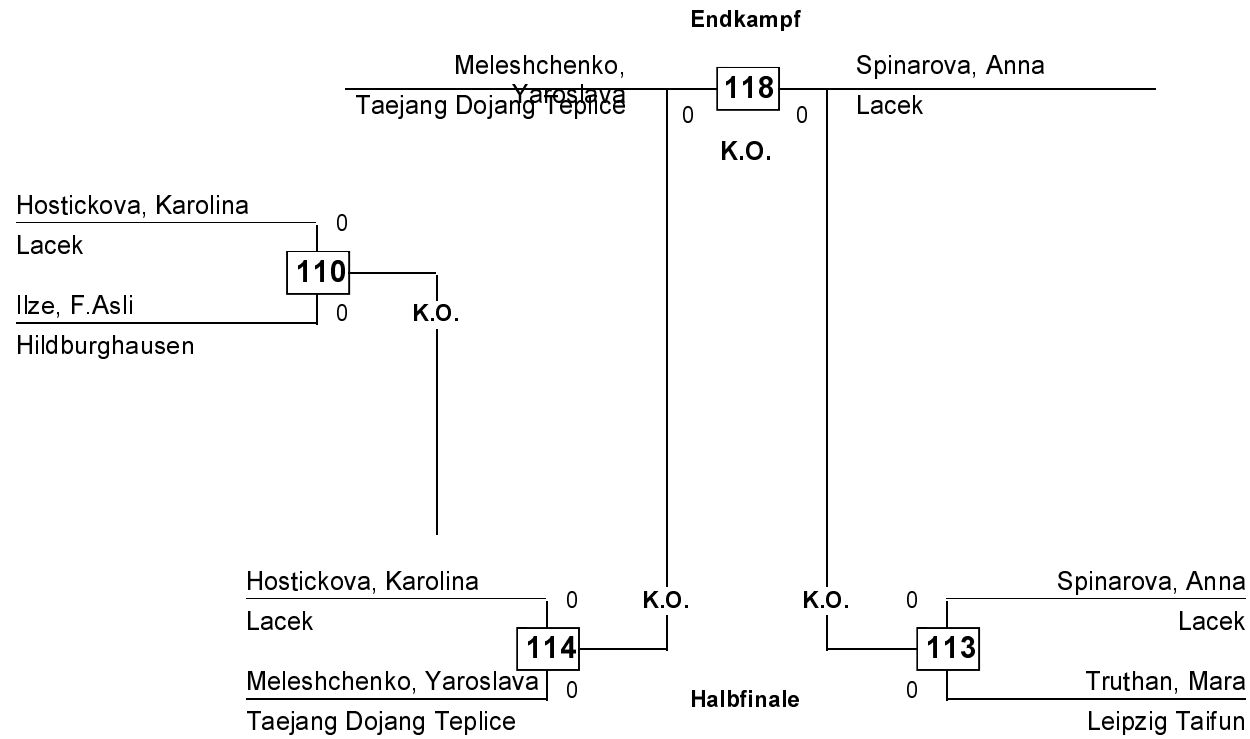 Endkampf
Meleshchenko,
Yaroslava
Taejang Dojang Teplice
0
118
0
K.O.
Spinarova, Anna
Lacek
Hostickova, Karolina
0
Lacek
110
Ilze, F.Asli
0
K.O.
Hildburghausen
Hostickova, Karolina
0
Lacek
114
K.O.
Meleshchenko, Yaroslava
0
Taejang Dojang Teplice
Halbfinale
K.O.
0
Spinarova, Anna
Lacek
113
0
Truthan, Mara
Leipzig Taifun